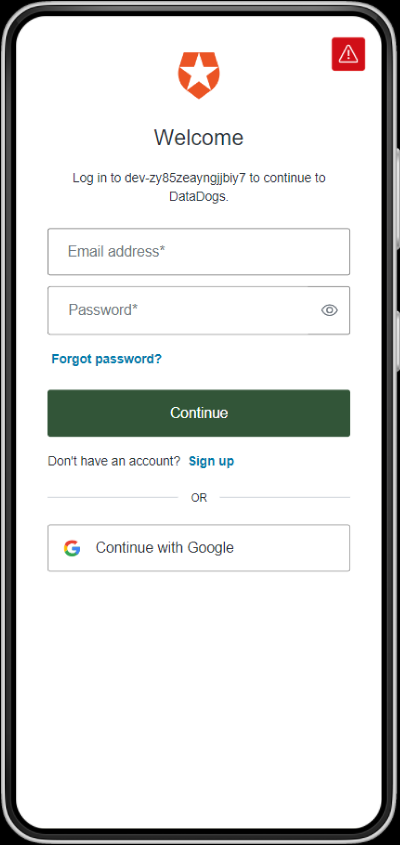 Welcome
Log in to dev-zy85zeayngjjbiy7 to continue to
DataDogs.
Email address*
Password*
Forgot password?
Continue
Don't have an account? Sign up
OR
Continue with Google